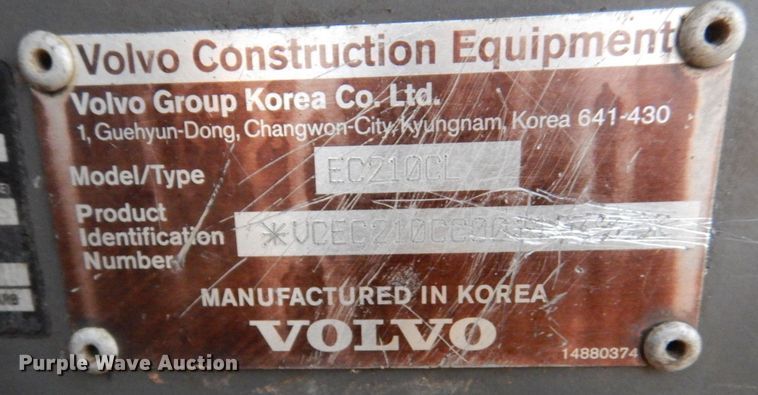 Volvo Construction Equipment
Volvo Group Korea Co. Ltd.
1, Guehyun-Dong, Changwon-City, Kyungnam, Korea 641-430
Model/Type EC210CL
Product
Identification
Number
MANUFACTURED IN KOREA
VOLVO
14880374
Purple Wave Auction